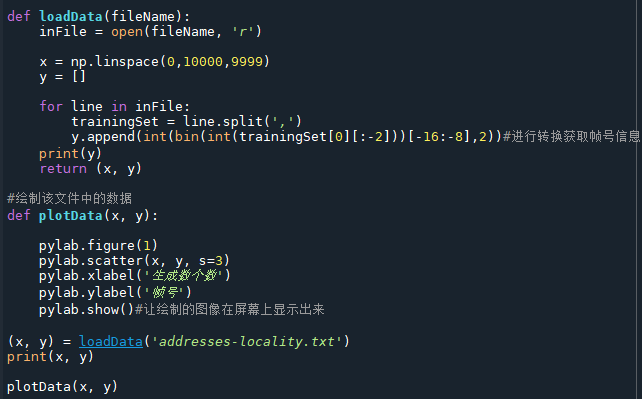 def loadData(fileName):
    inFile = open(fileName, 'r')
    x = np.linspace(0,10000,9999)
    y = []
    for line in inFile:
        trainingSet = line.split(',')
        y.append(int(bin(int(trainingSet[0][:-2]))[-16:-8],2))#进行转换获取帧号信息
    print(y)
    return (x, y)
#绘制该文件中的数据
def plotData(x, y):
    pylab.figure(1)
    pylab.scatter(x, y, s=3)
    pylab.xlabel('生成数个数')
    pylab.ylabel('帧号')
    pylab.show()#让绘制的图像在屏幕上显示出来
(x, y) = loadData('addresses-locality.txt')
print(x, y)
plotData(x, y)